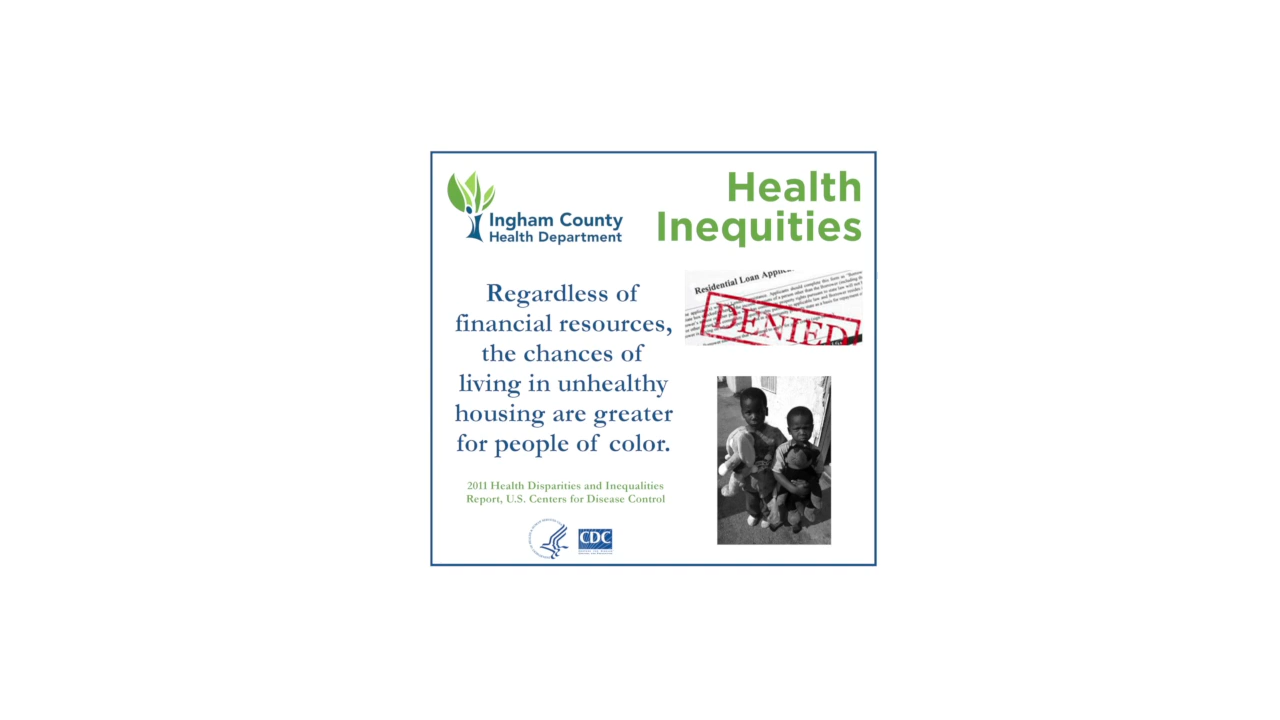 Ingham County
Health Department
Health
Inequities
Regardless of
financial resources,
the chances of
living in unhealthy
housing are greater
for people of color.
2011 Health Disparities and Inequalities
Report, U.S. Centers for Disease Control
CDC
Residential Loan
DENIED